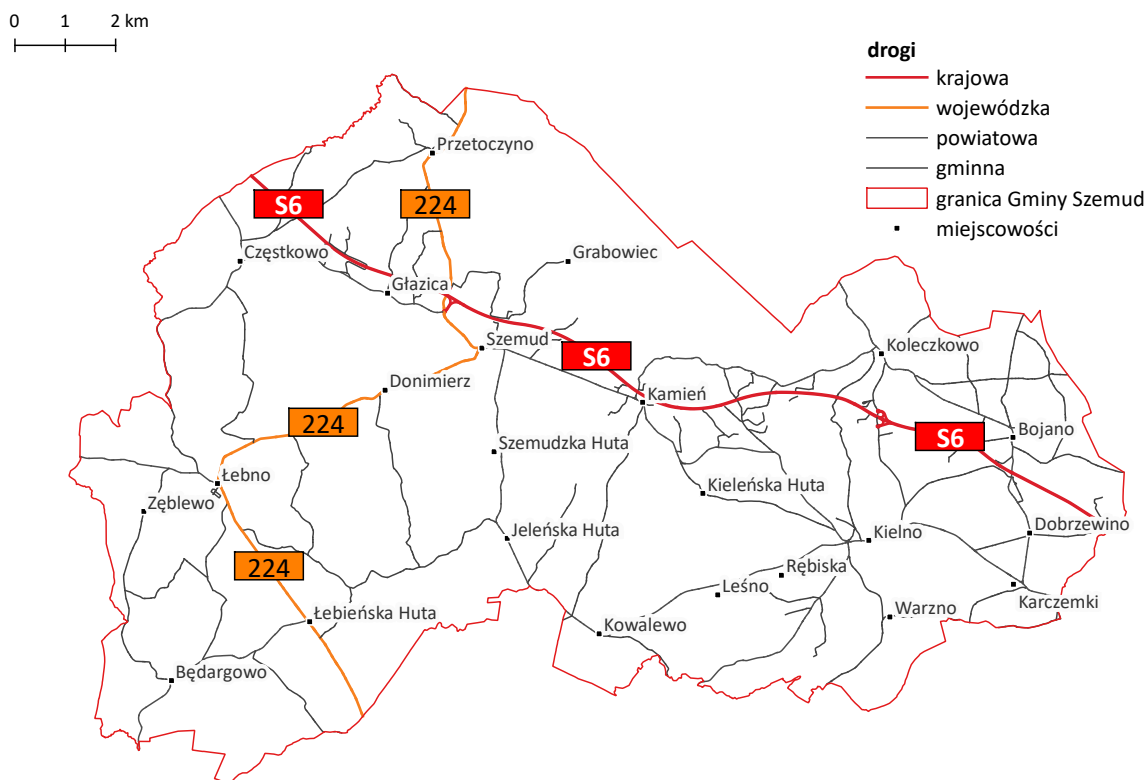 0 1 2 km
drogi
krajowa
wojewódzka
powiatowa
gminna
granica Gminy Szemud
miejscowości
Przetoczyno
S6
224
Częstkowo
Grabowiec
Głazica
Szemud
S6
Koleczkowo
Donimierz
Kamień
224
S6
Bojano
Szemudzka Huta
Łebno
Kieleńska Huta
Zęblewo
Jeleńska Huta
Kielno
Dobrzewino
224
Rębiska
Leśno
Karczemki
Łebieńska Huta
Warzno
Kowalewo
Będargowo